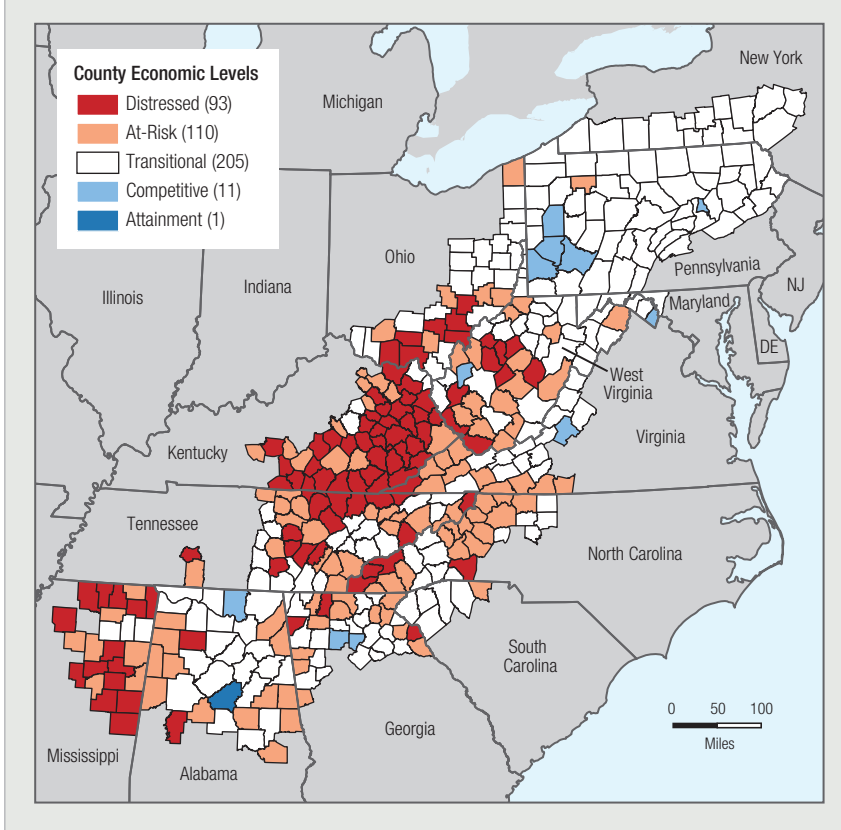 County Economic Levels
Distressed (93)
At-Risk (110)
Transitional (205)
Competitive (11)
Attainment (1)
New York
Michigan
Ohio
Pennsylvania
Illinois
Indiana
NJ
Maryland
DE
West
Virginia
Virginia
Kentucky
Tennessee
North Carolina
South
Carolina
Georgia
Mississippi
Alabama
0 50 100
Miles